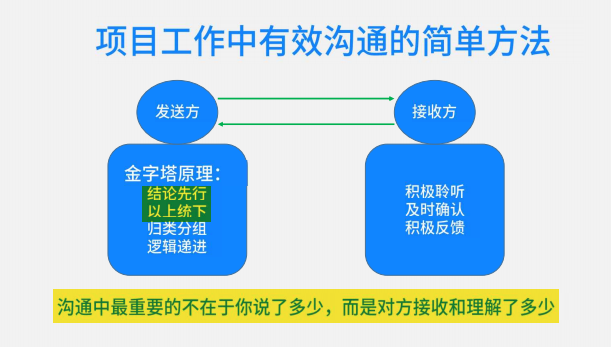 项目工作中有效沟通的简单方法
发送方
接收方
金字塔原理：
结论先行
以上统下
归类分组
逻辑递进
积极聆听
及时确认
积极反馈
沟通中最重要的不在于你说了多少，而是对方接收和理解了多少